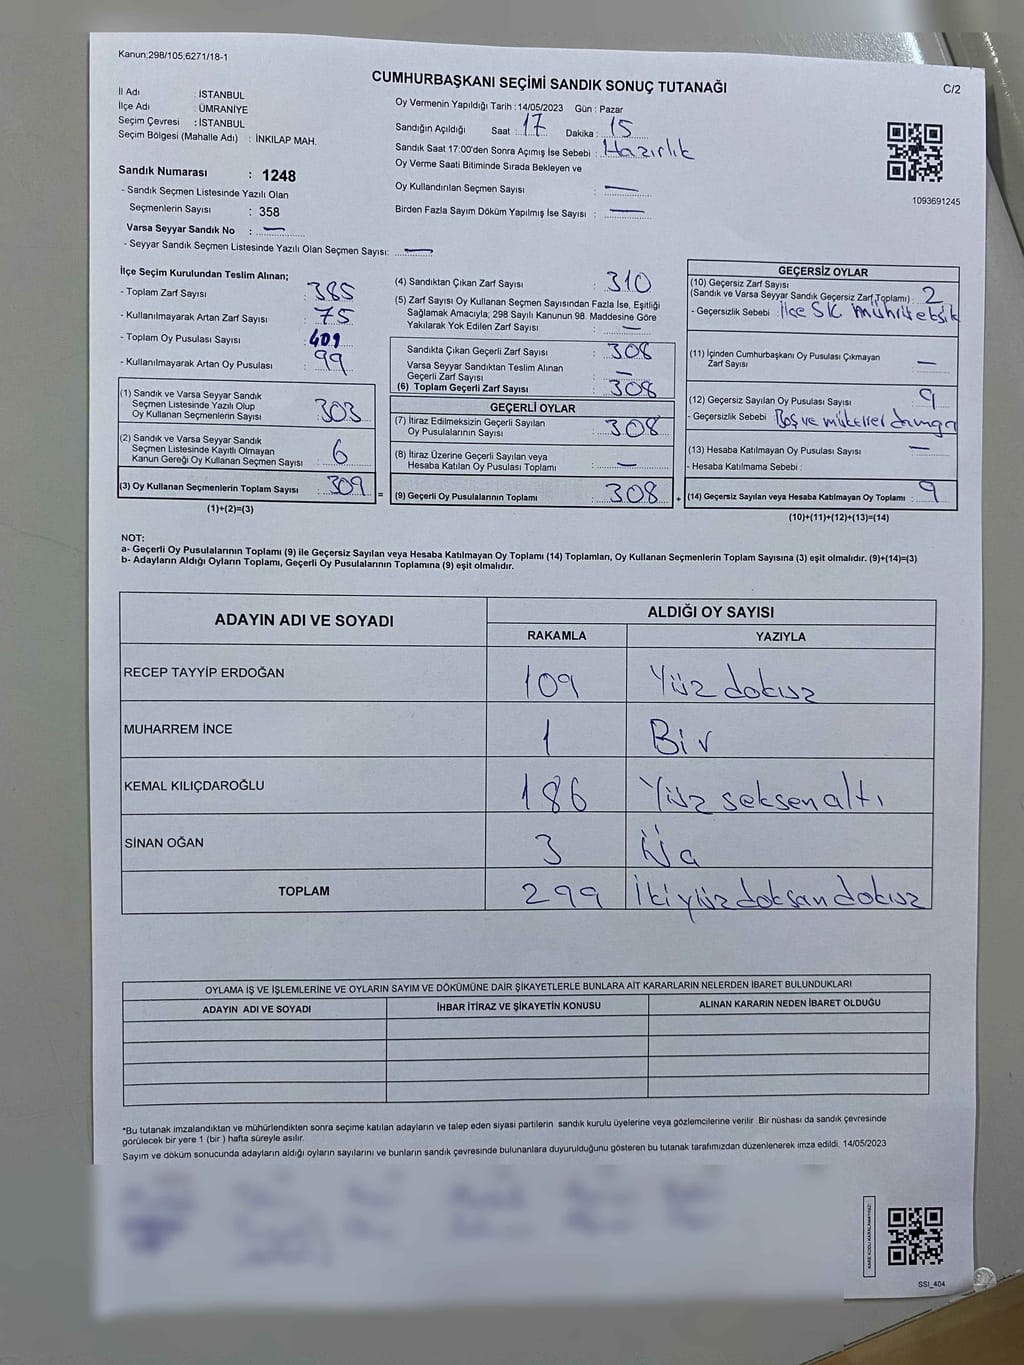 Kanun:298/105,6271/18-1
CUMHURBAŞKANI SEÇİMİ SANDIK SONUÇ TUTANAĞI
C/2
İl Adı : İSTANBUL
İlçe Adı : ÜMRANİYE
Seçim Çevresi : İSTANBUL
Seçim Bölgesi (Mahalle Adı) : İNKILAP MAH.
Sandık Numarası : 1248
- Sandık Seçmen Listesinde Yazılı Olan
Seçmenlerin Sayısı : 358
Varsa Seyyar Sandık No : —
- Seyyar Sandık Seçmen Listesinde Yazılı Olan Seçmen Sayısı: —
Oy Vermenin Yapıldığı Tarih : 14/05/2023 Gün : Pazar
Sandığın Açıldığı Saat : 17 Dakika : 15
Sandık Saat 17:00'den Sonra Açımış İse Sebebi : Hazırlık
Oy Verme Saati Bitiminde Sırada Bekleyen ve
Oy Kullandırılan Seçmen Sayısı : —
Birden Fazla Sayım Döküm Yapılmış İse Sayısı : —
1093691245
İlçe Seçim Kurulundan Teslim Alınan;
- Toplam Zarf Sayısı : 385
- Kullanılmayarak Artan Zarf Sayısı : 75
- Toplam Oy Pusulası Sayısı : 409
- Kullanılmayarak Artan Oy Pusulası : 99
(1) Sandık ve Varsa Seyyar Sandık
Seçmen Listesinde Yazılı Olup
Oy Kullanan Seçmenlerin Sayısı : 303
(2) Sandık ve Varsa Seyyar Sandık
Seçmen Listesinde Kayıtlı Olmayan
Kanun Gereği Oy Kullanan Seçmen Sayısı : 6
(3) Oy Kullanan Seçmenlerin Toplam Sayısı : 309 =
(1)+(2)=(3)
(4) Sandıktan Çıkan Zarf Sayısı : 310
(5) Zarf Sayısı Oy Kullanan Seçmen Sayısından Fazla İse, Eşitliği
Sağlamak Amacıyla; 298 Sayılı Kanunun 98. Maddesine Göre
Yakılarak Yok Edilen Zarf Sayısı : —
Sandıkta Çıkan Geçerli Zarf Sayısı : 308
Varsa Seyyar Sandıktan Teslim Alınan
Geçerli Zarf Sayısı : —
(6) Toplam Geçerli Zarf Sayısı : 308
GEÇERLİ OYLAR
(7) İtiraz Edilmeksizin Geçerli Sayılan
Oy Pusulalarının Sayısı : 308
(8) İtiraz Üzerine Geçerli Sayılan veya
Hesaba Katılan Oy Pusulası Toplamı : —
(9) Geçerli Oy Pusulalarının Toplamı : 308 +
GEÇERSİZ OYLAR
(10) Geçersiz Zarf Sayısı
(Sandık ve Varsa Seyyar Sandık Geçersiz Zarf Toplamı) : 2
- Geçersizlik Sebebi : İlçe SK mührü eksik
(11) İçinden Cumhurbaşkanı Oy Pusulası Çıkmayan
Zarf Sayısı : —
(12) Geçersiz Sayılan Oy Pusulası Sayısı : 9
- Geçersizlik Sebebi : Boş ve mükerrer damga
(13) Hesaba Katılmayan Oy Pusulası Sayısı : —
- Hesaba Katılmama Sebebi :
(14) Geçersiz Sayılan veya Hesaba Katılmayan Oy Toplamı : 9
(10)+(11)+(12)+(13)=(14)
NOT:
a- Geçerli Oy Pusulalarının Toplamı (9) ile Geçersiz Sayılan veya Hesaba Katılmayan Oy Toplamı (14) Toplamları, Oy Kullanan Seçmenlerin Toplam Sayısına (3) eşit olmalıdır. (9)+(14)=(3)
b- Adayların Aldığı Oyların Toplamı, Geçerli Oy Pusulalarının Toplamına (9) eşit olmalıdır.
ADAYIN ADI VE SOYADI
ALDIĞI OY SAYISI
RAKAMLA YAZIYLA
RECEP TAYYİP ERDOĞAN 109 Yüz dokuz
MUHARREM İNCE 1 Bir
KEMAL KILIÇDAROĞLU 186 Yüz seksen altı
SİNAN OĞAN 3 Üç
TOPLAM 299 İki yüz doksan dokuz
OYLAMA İŞ VE İŞLEMLERİNE VE OYLARIN SAYIM VE DÖKÜMÜNE DAİR ŞİKAYETLERLE BUNLARA AİT KARARLARIN NELERDEN İBARET BULUNDUKLARI
ADAYIN ADI VE SOYADI İHBAR İTİRAZ VE ŞİKAYETİN KONUSU ALINAN KARARIN NEDEN İBARET OLDUĞU
*Bu tutanak imzalandıktan ve mühürlendikten sonra seçime katılan adayların ve talep eden siyasi partilerin sandık kurulu üyelerine veya gözlemcilerine verilir Bir nüshası da sandık çevresinde
görülecek bir yere 1 (bir ) hafta süreyle asılır.
Sayım ve döküm sonucunda adayların aldığı oyların sayılarını ve bunların sandık çevresinde bulunanlara duyurulduğunu gösteren bu tutanak tarafımızdan düzenlenerek imza edildi. 14/05/2023
SSI_404